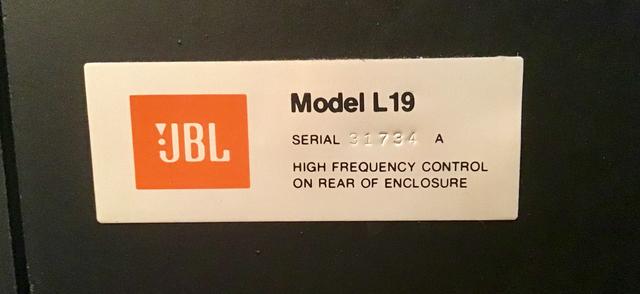 JBL
Model L19
SERIAL 31734 A
HIGH FREQUENCY CONTROL
ON REAR OF ENCLOSURE